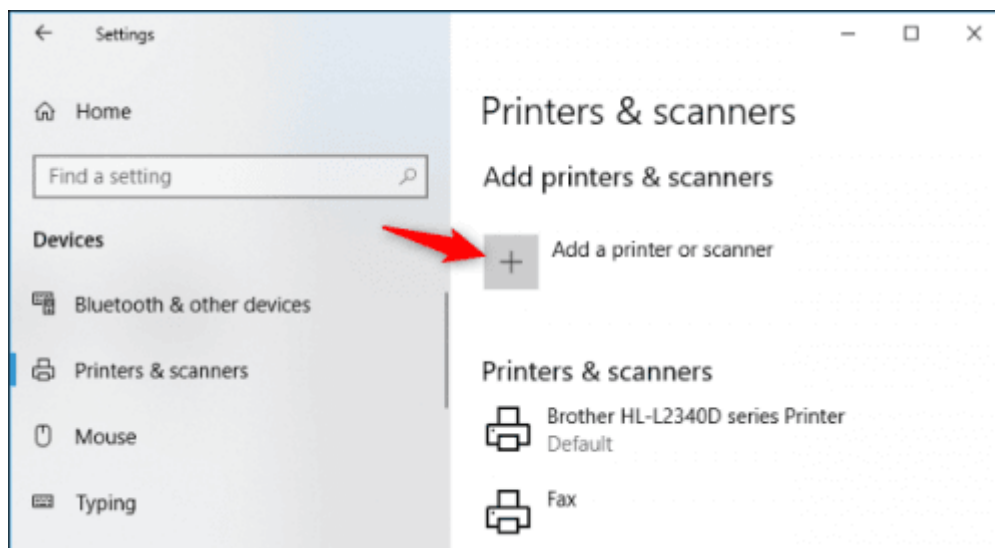 Settings
Home
Find a setting
Devices
Bluetooth & other devices
Printers & scanners
Mouse
Typing
Printers & scanners
Add printers & scanners
Add a printer or scanner
Printers & scanners
Brother HL-L2340D series Printer
Default
Fax